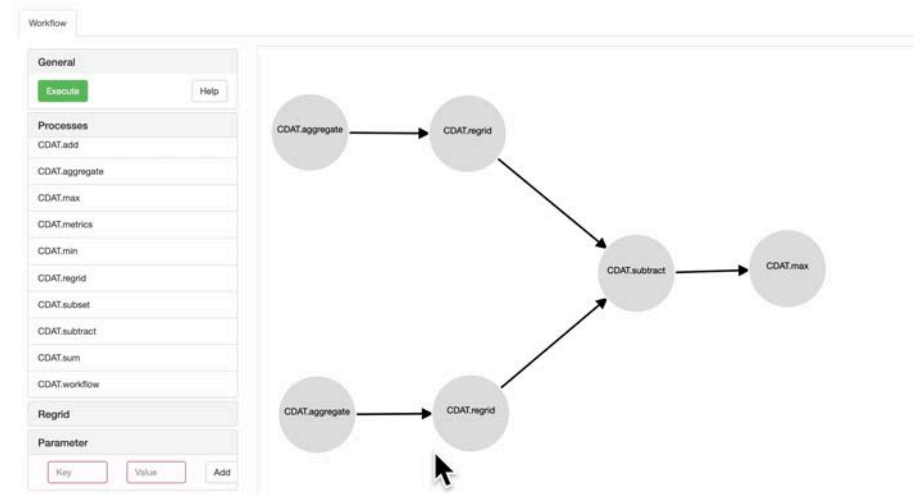 Workflow
General
Execute
Help
Processes
CDAT.add
CDAT.aggregate
CDAT.max
CDAT.metrics
CDAT.min
CDAT.regrid
CDAT.subset
CDAT.subtract
CDAT.sum
CDAT.workflow
Regrid
Parameter
Key
Value
Add
CDAT.aggregate
CDAT.regrid
CDAT.subtract
CDAT.max
CDAT.aggregate
CDAT.regrid